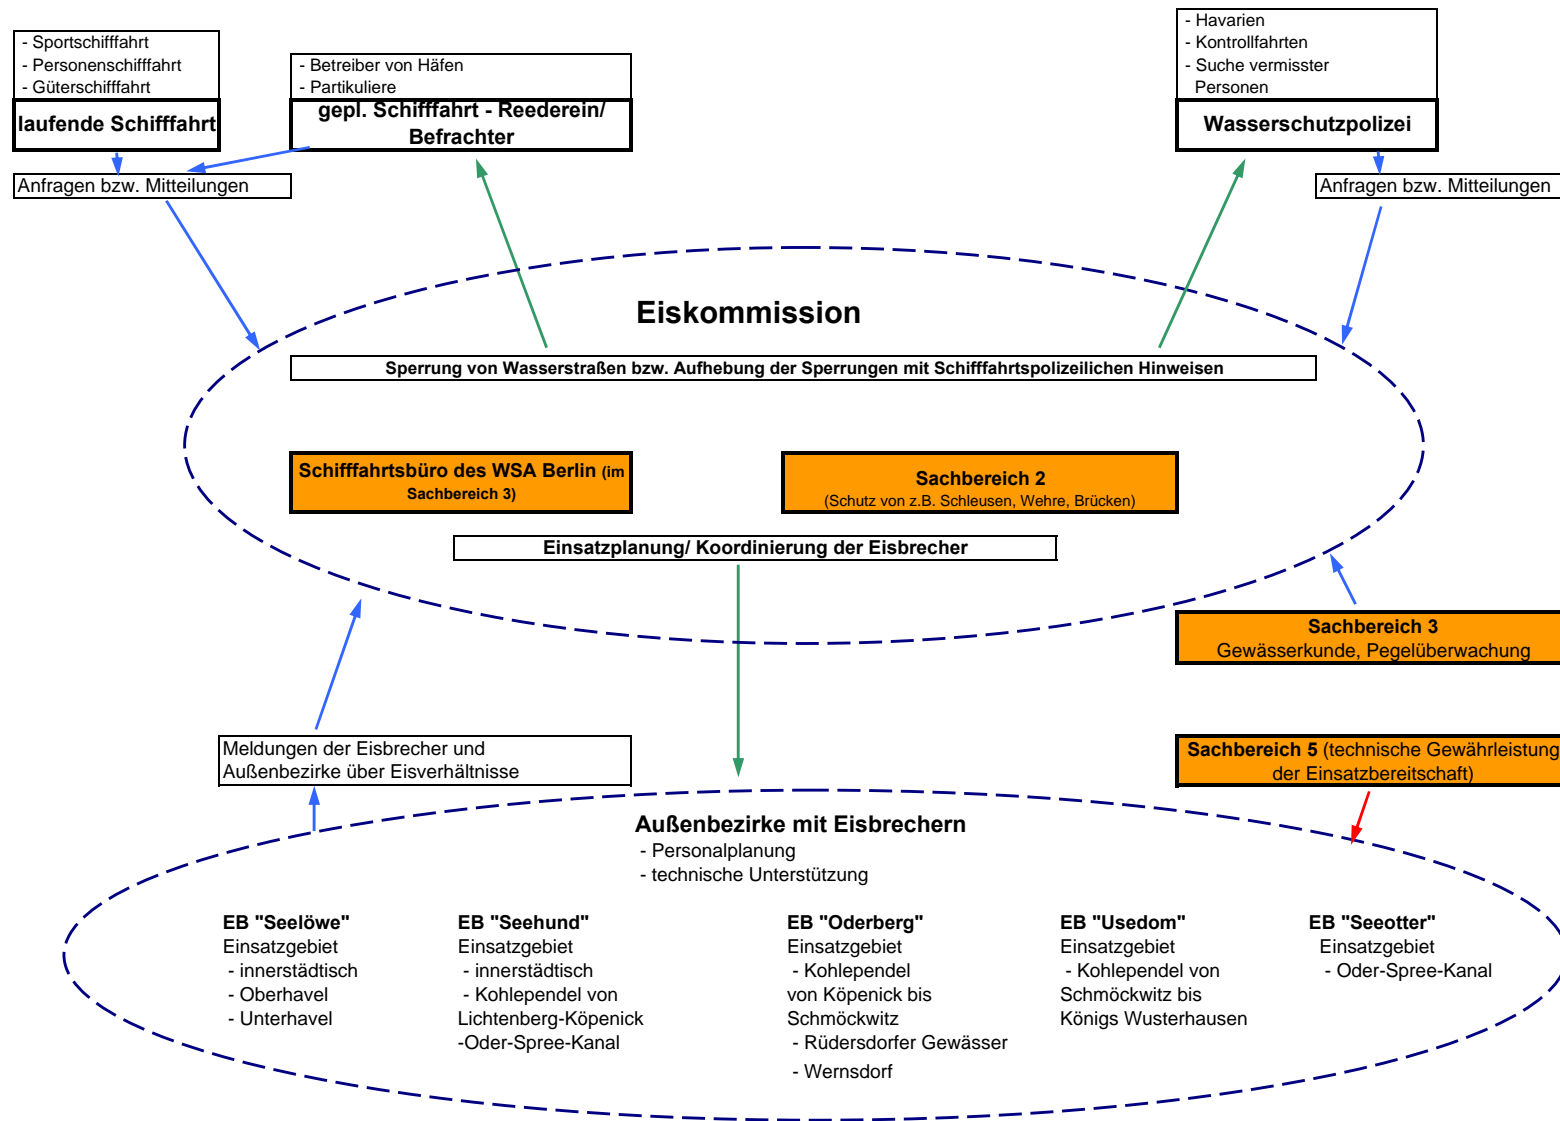 - Sportschifffahrt
- Personenschifffahrt
- Güterschifffahrt
laufende Schifffahrt
- Betreiber von Häfen
- Partikuliere
gepl. Schifffahrt - Reederein/
Befrachter
- Havarien
- Kontrollfahrten
- Suche vermisster
Personen
Wasserschutzpolizei
Anfragen bzw. Mitteilungen
Anfragen bzw. Mitteilungen
Eiskommission
Sperrung von Wasserstraßen bzw. Aufhebung der Sperrungen mit Schifffahrtspolizeilichen Hinweisen
Schifffahrtsbüro des WSA Berlin (im
Sachbereich 3)
Sachbereich 2
(Schutz von z.B. Schleusen, Wehre, Brücken)
Einsatzplanung/ Koordinierung der Eisbrecher
Sachbereich 3
Gewässerkunde, Pegelüberwachung
Meldungen der Eisbrecher und
Außenbezirke über Eisverhältnisse
Sachbereich 5 (technische Gewährleistung
der Einsatzbereitschaft)
Außenbezirke mit Eisbrechern
- Personalplanung
- technische Unterstützung
EB "Seelöwe"
Einsatzgebiet
- innerstädtisch
- Oberhavel
- Unterhavel
EB "Seehund"
Einsatzgebiet
- innerstädtisch
- Kohlependel von
Lichtenberg-Köpenick
-Oder-Spree-Kanal
EB "Oderberg"
Einsatzgebiet
- Kohlependel
von Köpenick bis
Schmöckwitz
- Rüdersdorfer Gewässer
- Wernsdorf
EB "Usedom"
Einsatzgebiet
- Kohlependel von
Schmöckwitz bis
Königs Wusterhausen
EB "Seeotter"
Einsatzgebiet
- Oder-Spree-Kanal